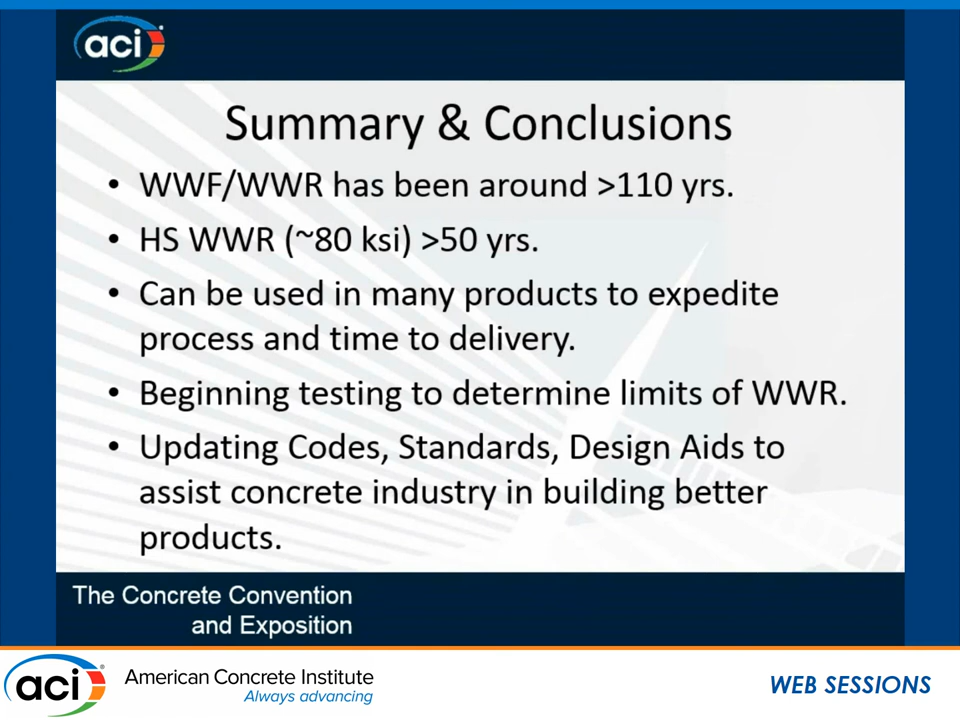 aci
Summary & Conclusions
• WWF/WWR has been around >110 yrs.
• HS WWR (~80 ksi) >50 yrs.
• Can be used in many products to expedite
process and time to delivery.
• Beginning testing to determine limits of WWR.
• Updating Codes, Standards, Design Aids to
assist concrete industry in building better
products.
The Concrete Convention
and Exposition
aci®
American Concrete Institute
Always advancing
WEB SESSIONS